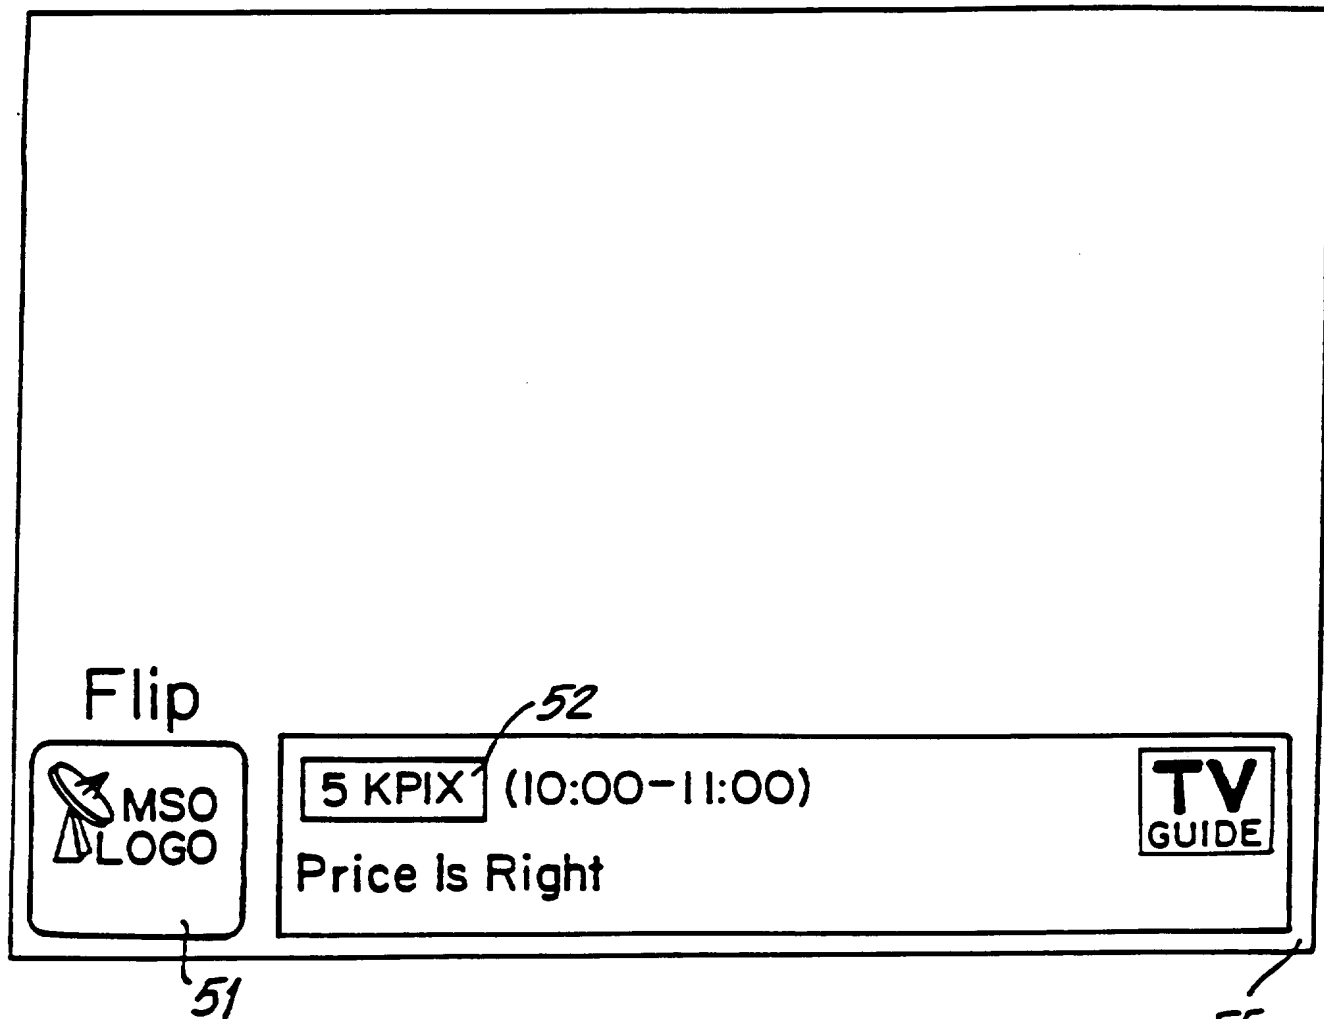 Flip
52
5 KPIX (10:00-11:00)
TV
GUIDE
MSO
LOGO
Price Is Right
51